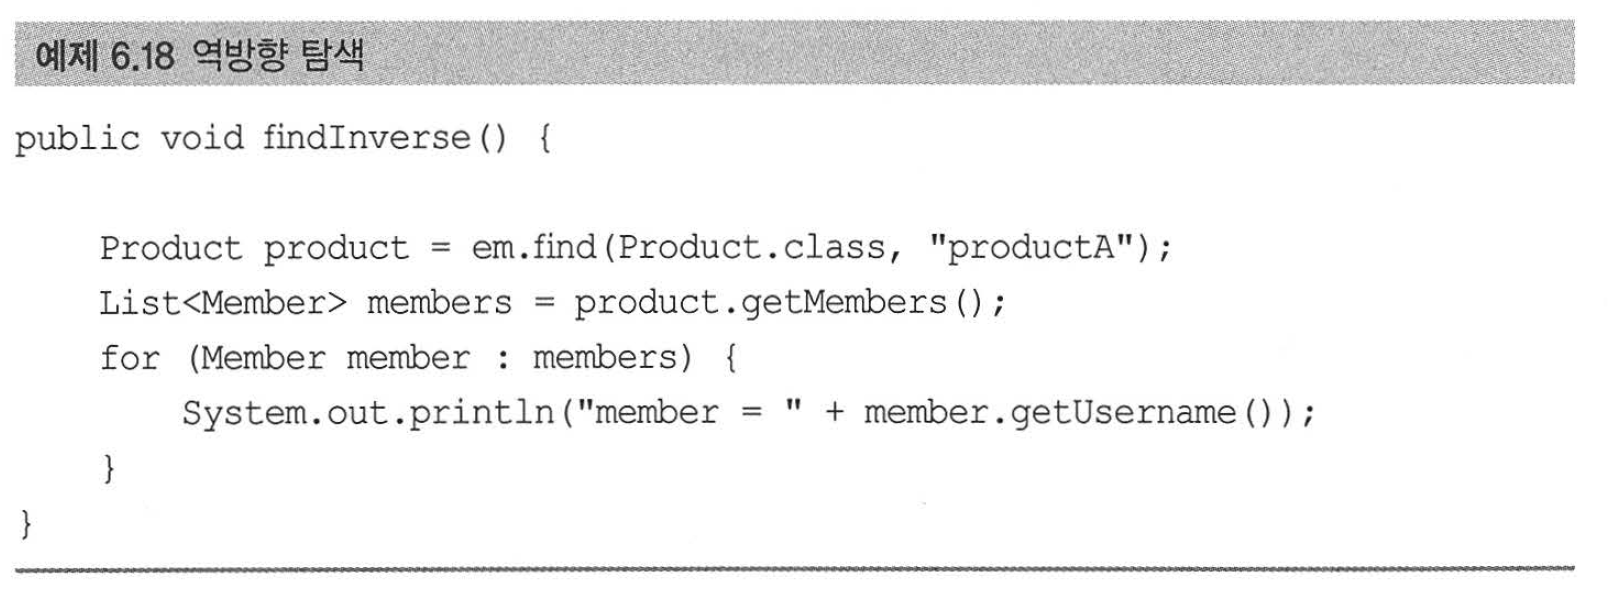 예제 6.18 역방향 탐색
public void findInverse() {
Product product = em.find(Product.class, "productA");
List<Member> members = product.getMembers();
for (Member member : members) {
System.out.println("member = " + member.getUsername());
}
}